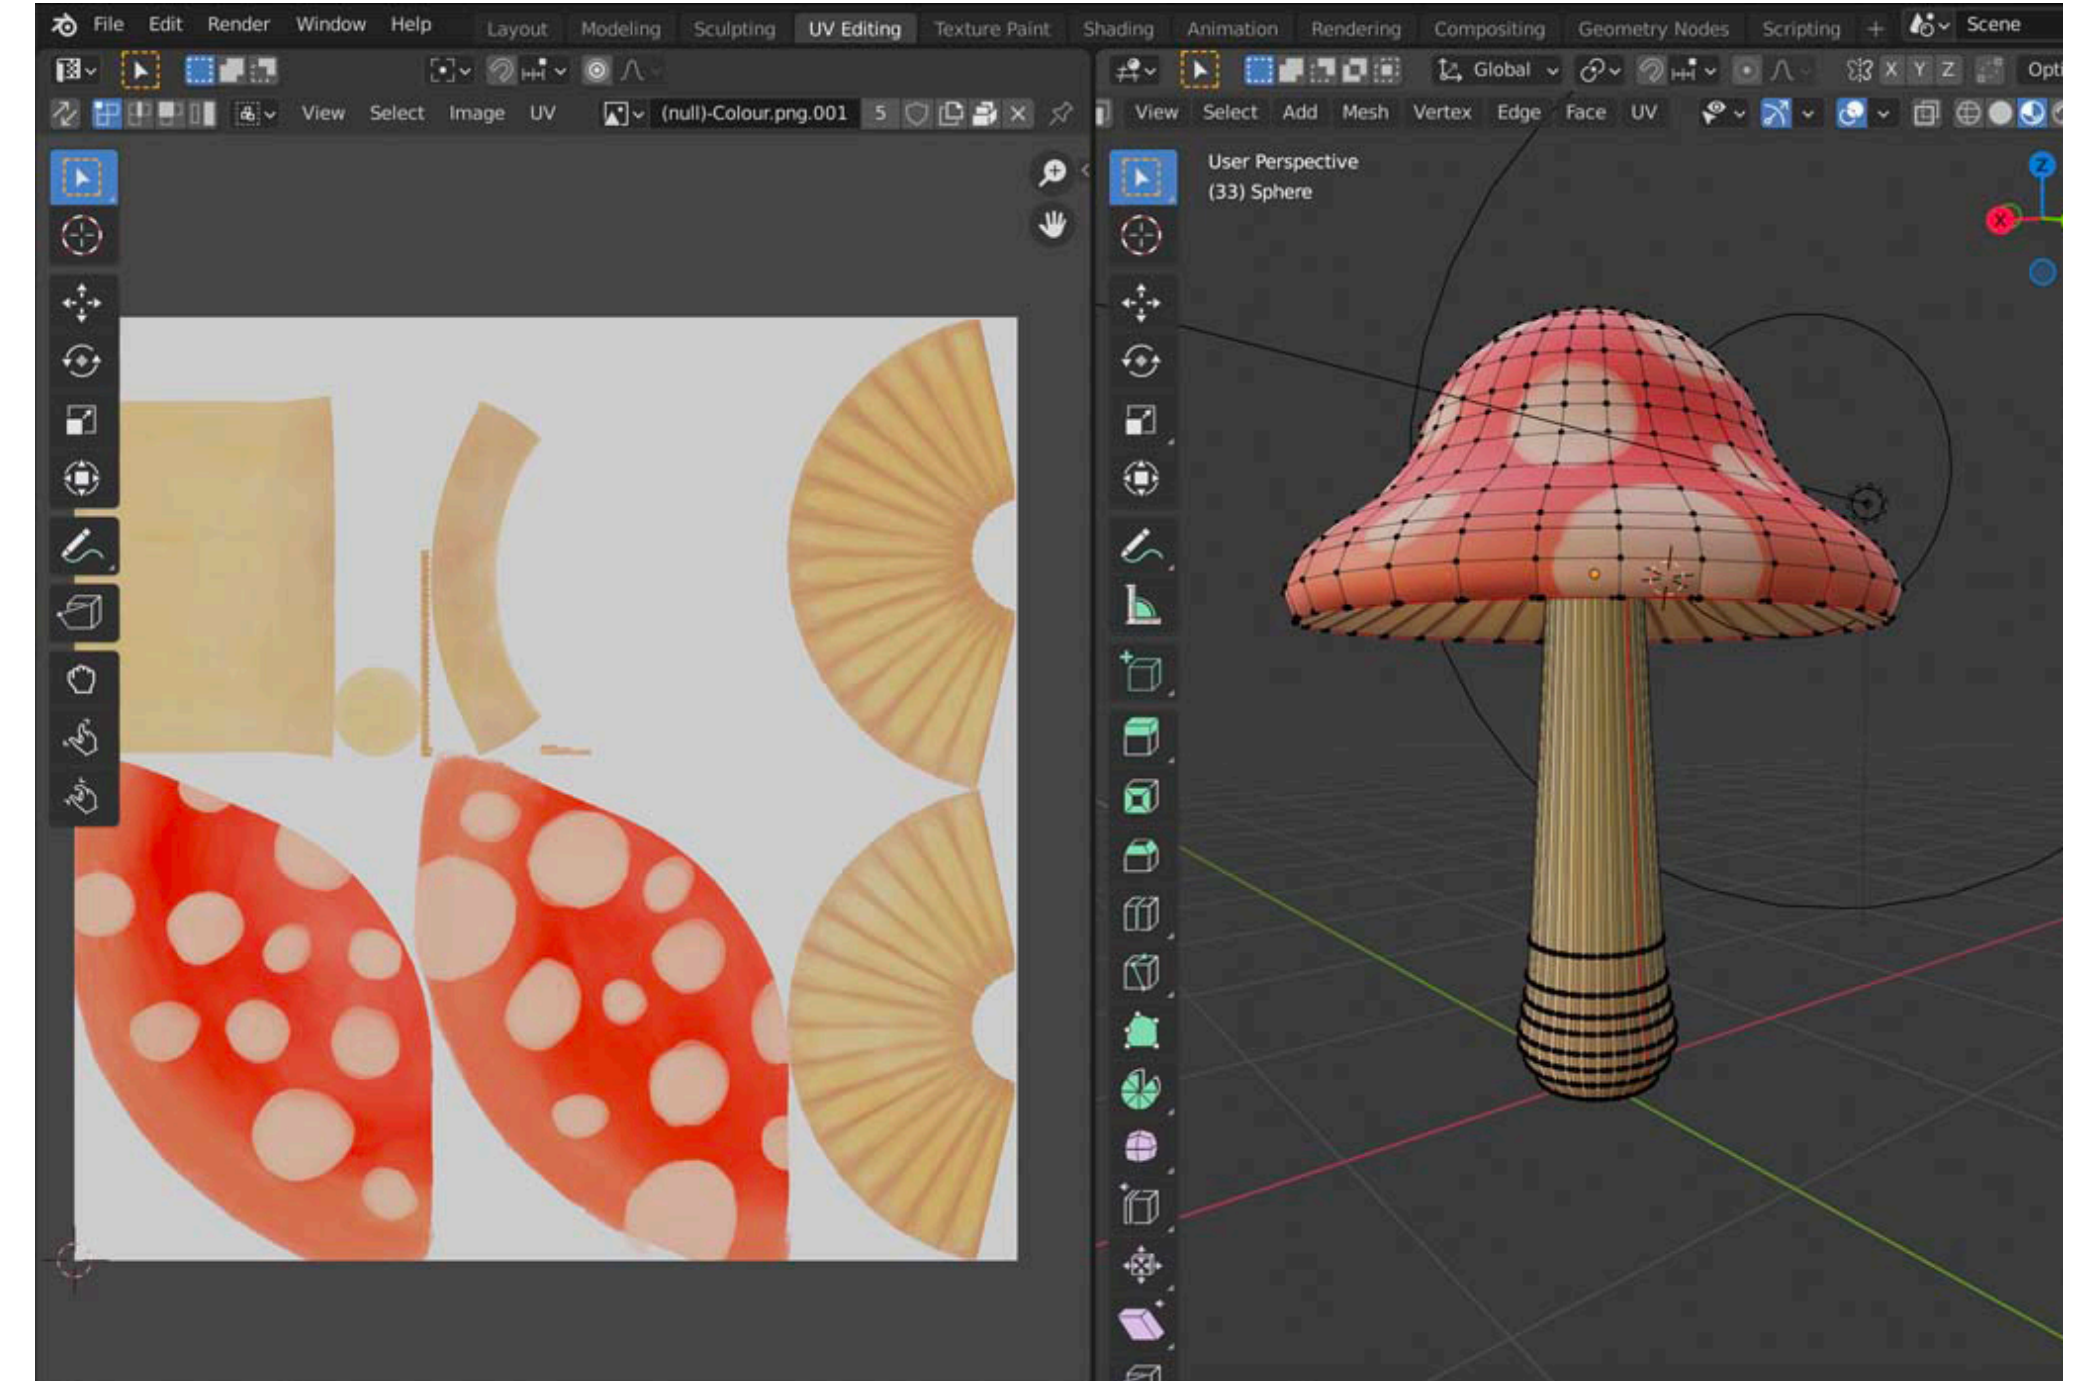 File Edit Render Window Help Layout Modeling Sculpting UV Editing Texture Paint Shading Animation Rendering Compositing Geometry Nodes Scripting + Scene
Global X Y Z Opti
View Select Image UV (null)-Colour.png.001 5
View Select Add Mesh Vertex Edge Face UV
User Perspective
(33) Sphere
Z
X